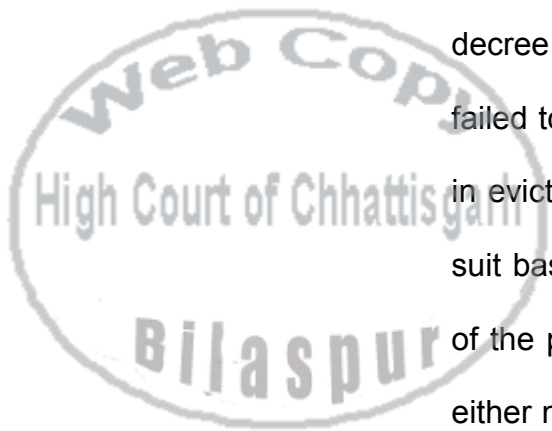 decree
failed to
in evict
suit bas
of the p
either r
Web Copy
High Court of Chhattisgarh
Bilaspur